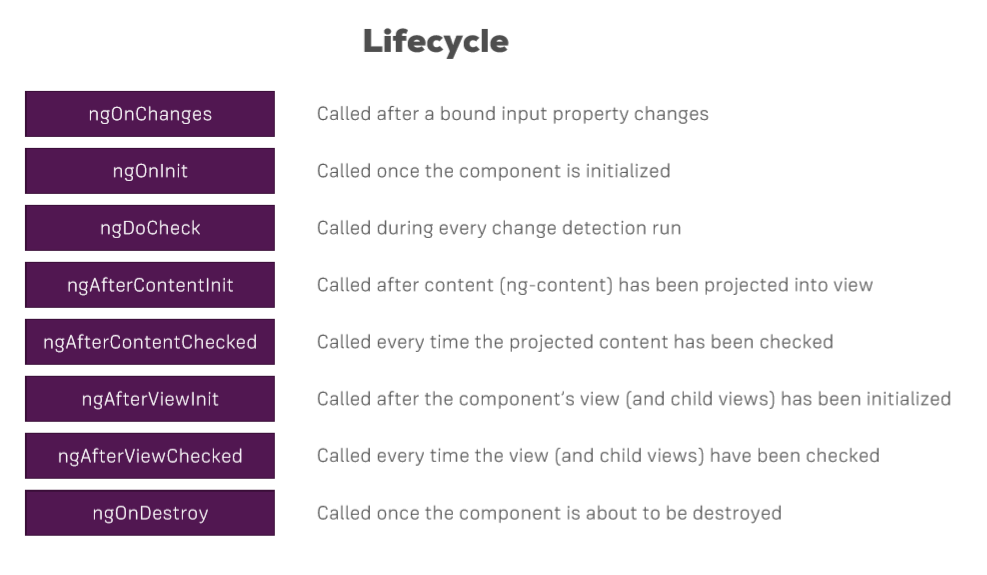 Lifecycle
ngOnChanges Called after a bound input property changes
ngOnInit Called once the component is initialized
ngDoCheck Called during every change detection run
ngAfterContentInit Called after content (ng-content) has been projected into view
ngAfterContentChecked Called every time the projected content has been checked
ngAfterViewInit Called after the component's view (and child views) has been initialized
ngAfterViewChecked Called every time the view (and child views) have been checked
ngOnDestroy Called once the component is about to be destroyed